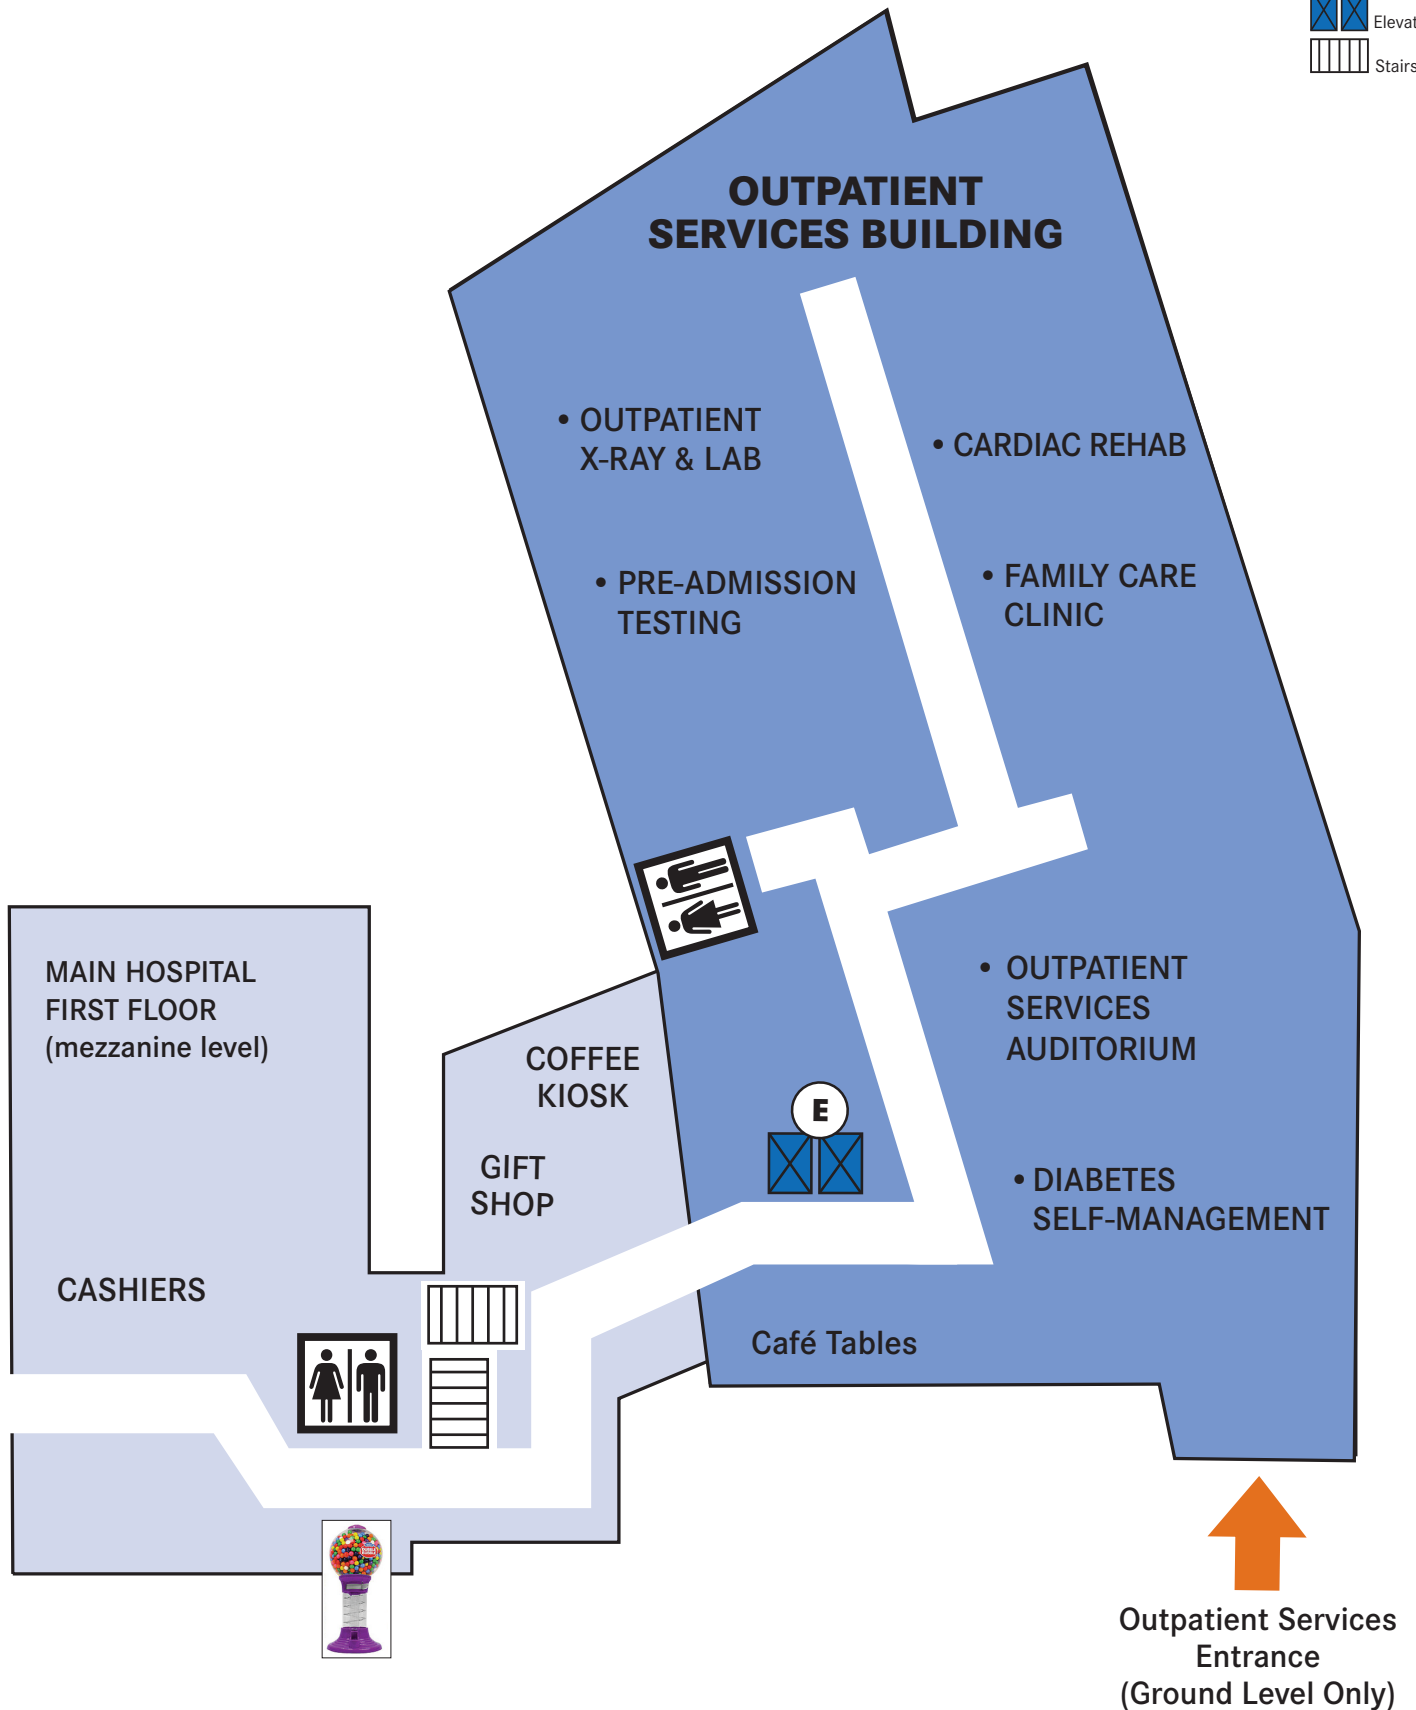 Elevat
Stairs
OUTPATIENT
SERVICES BUILDING
• OUTPATIENT
X-RAY & LAB
• CARDIAC REHAB
• PRE-ADMISSION
TESTING
• FAMILY CARE
CLINIC
MAIN HOSPITAL
FIRST FLOOR
(mezzanine level)
• OUTPATIENT
SERVICES
AUDITORIUM
COFFEE
KIOSK
E
GIFT
SHOP
• DIABETES
SELF-MANAGEMENT
CASHIERS
Café Tables
Outpatient Services
Entrance
(Ground Level Only)